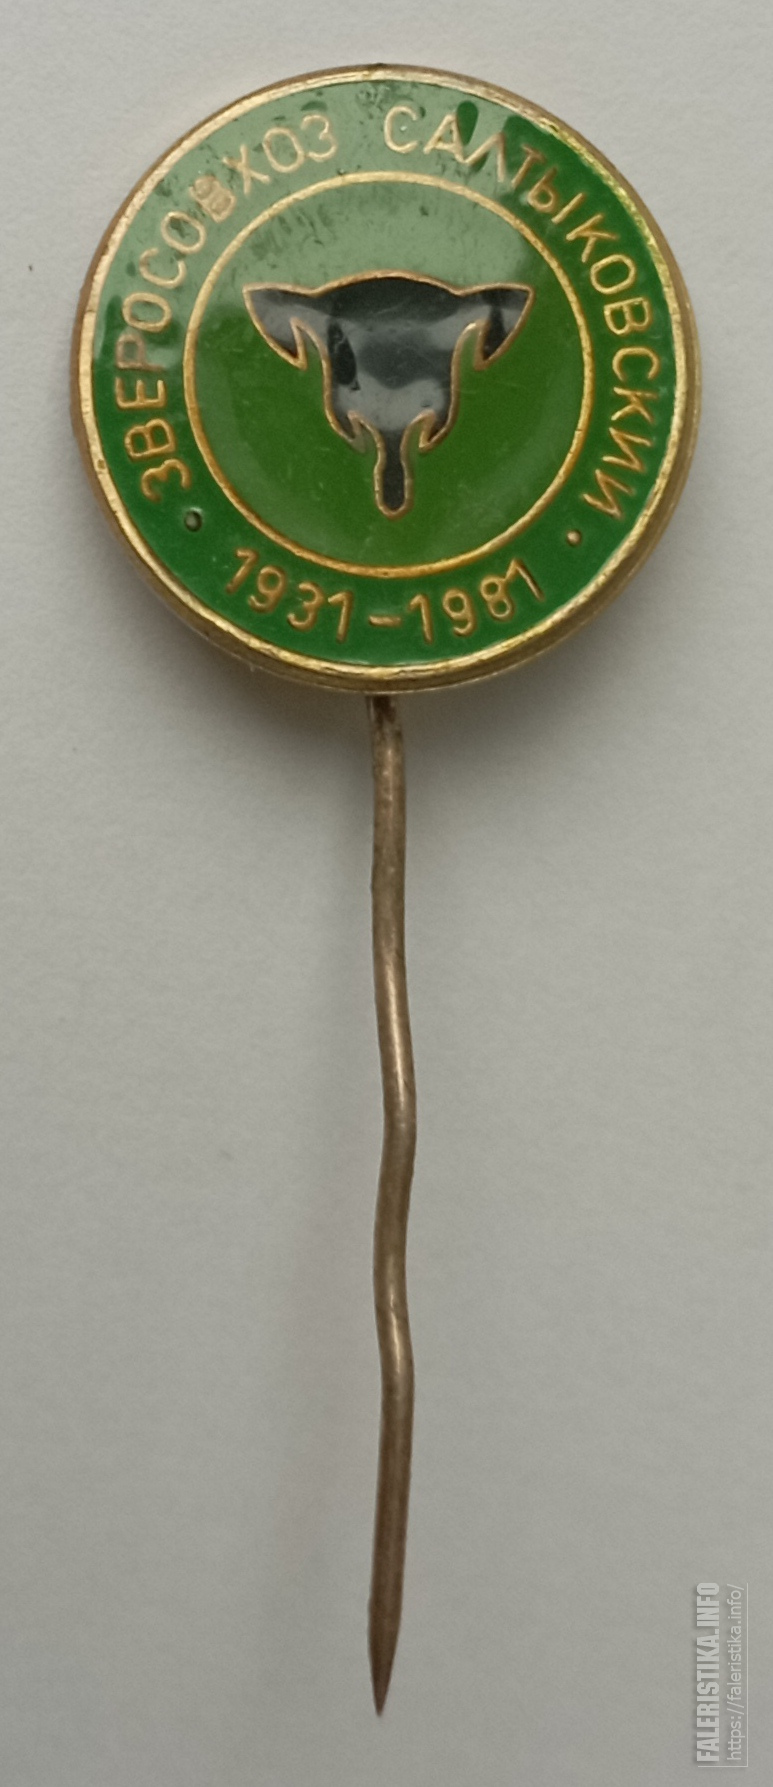 ЗВЕРОСОВХОЗ САЛТЫКОВСКИЙ
· 1931-1981 ·
FALERISTIKA.INFO
https://faleristika.info/